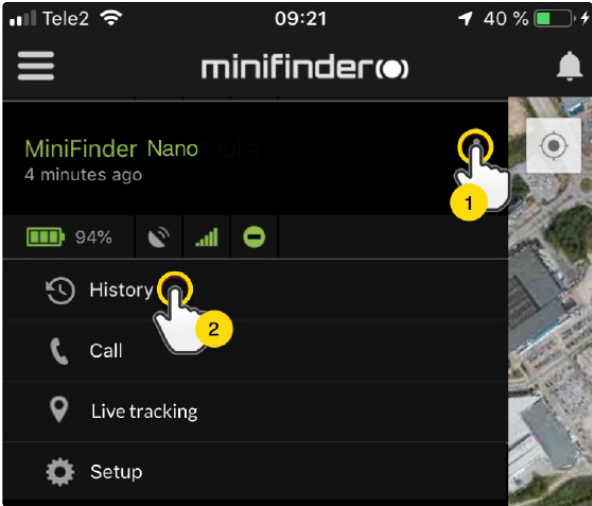 Tele2 09:21 40 %
minifinder
MiniFinder Nano Julia
4 minutes ago
1
94%
History
2
Call
Live tracking
Setup